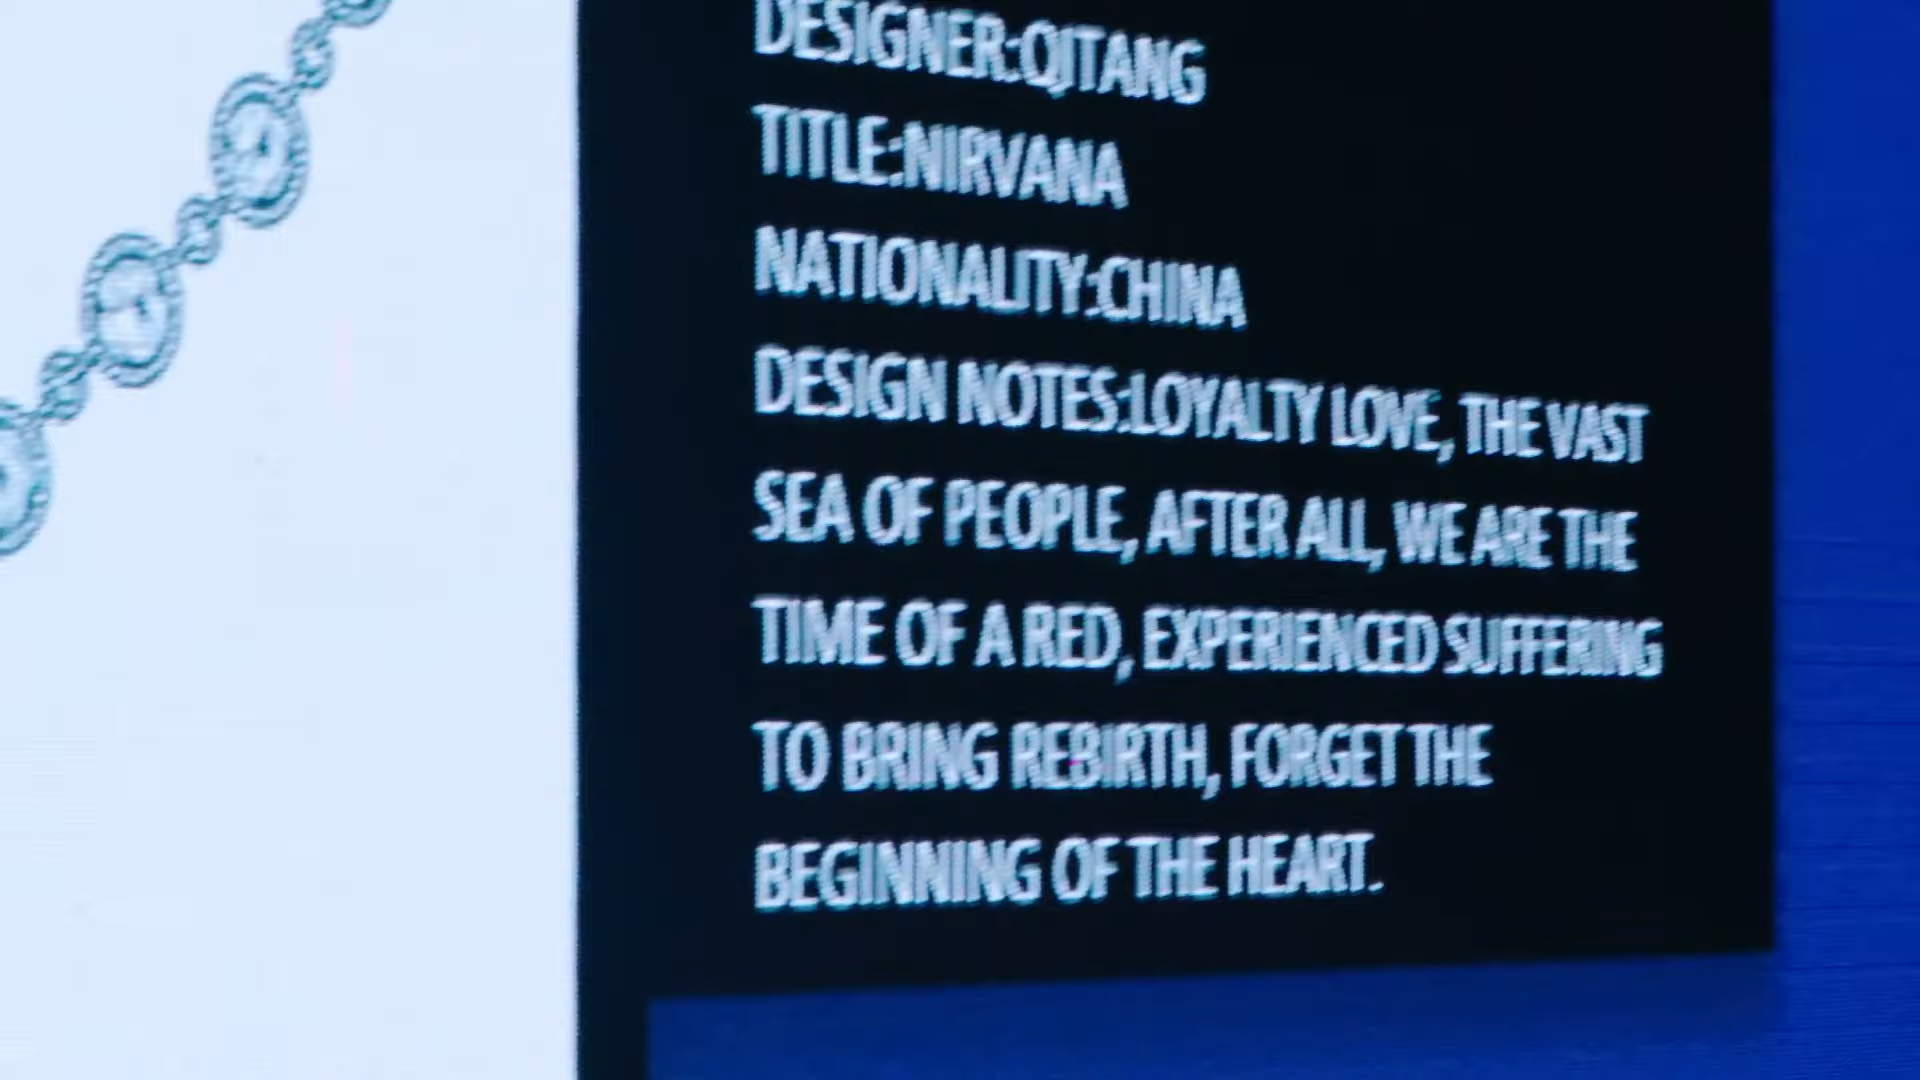 DESIGNER:QITANG
TITLE:NIRVANA
NATIONALITY:CHINA
DESIGN NOTES:LOYALTY LOVE, THE VAST
SEA OF PEOPLE, AFTER ALL, WE ARE THE
TIME OF A RED, EXPERIENCED SUFFERING
TO BRING REBIRTH, FORGET THE
BEGINNING OF THE HEART.